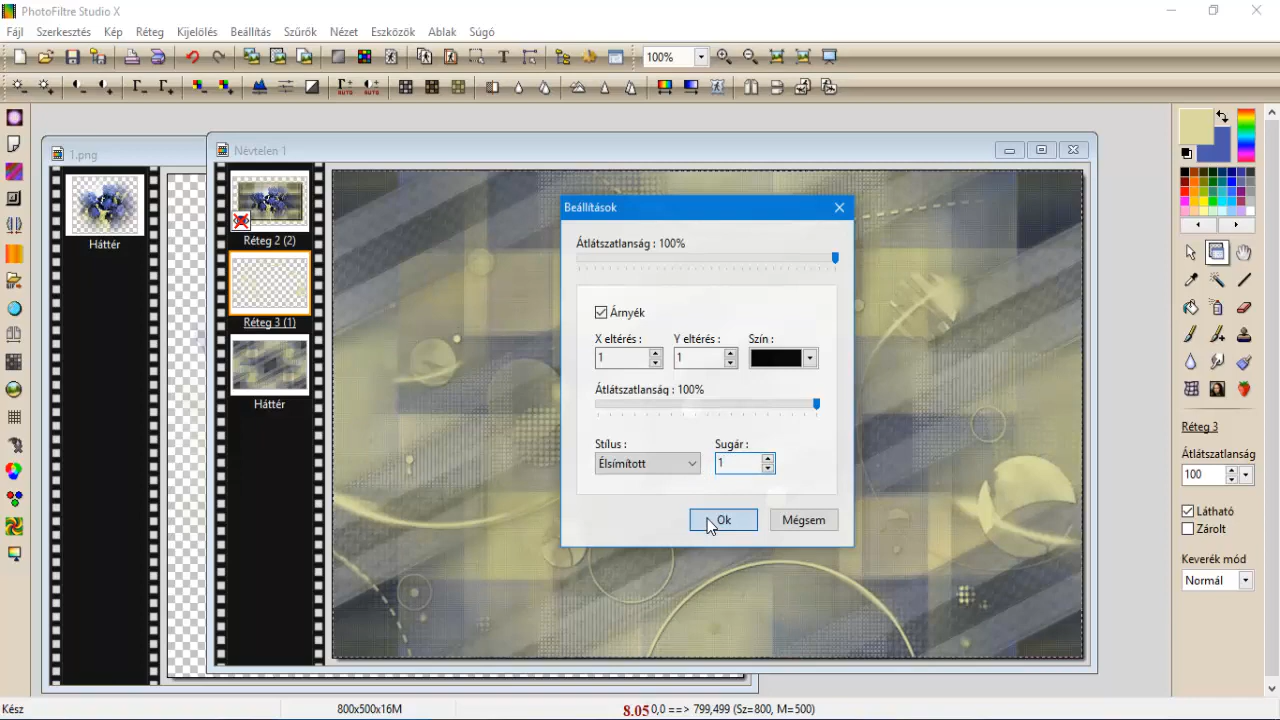 PhotoFiltre Studio X
Fájl Szerkesztés Kép Réteg Kijelölés Beállítás Szűrők Nézet Eszközök Ablak Súgó
100%
1.png
Háttér
Névtelen 1
Réteg 2 (2)
Réteg 3 (1)
Háttér
Beállítások
Átlátszatlanság : 100%
Árnyék
X eltérés : Y eltérés : Szín :
1 1
Átlátszatlanság : 100%
Stílus : Sugár :
Élsímított 1
Ok Mégsem
Réteg 3
Átlátszatlanság
100
Látható
Zárolt
Keverék mód
Normál
Kész 800x500x16M 8.05 0,0 ==> 799,499 (Sz=800, M=500)